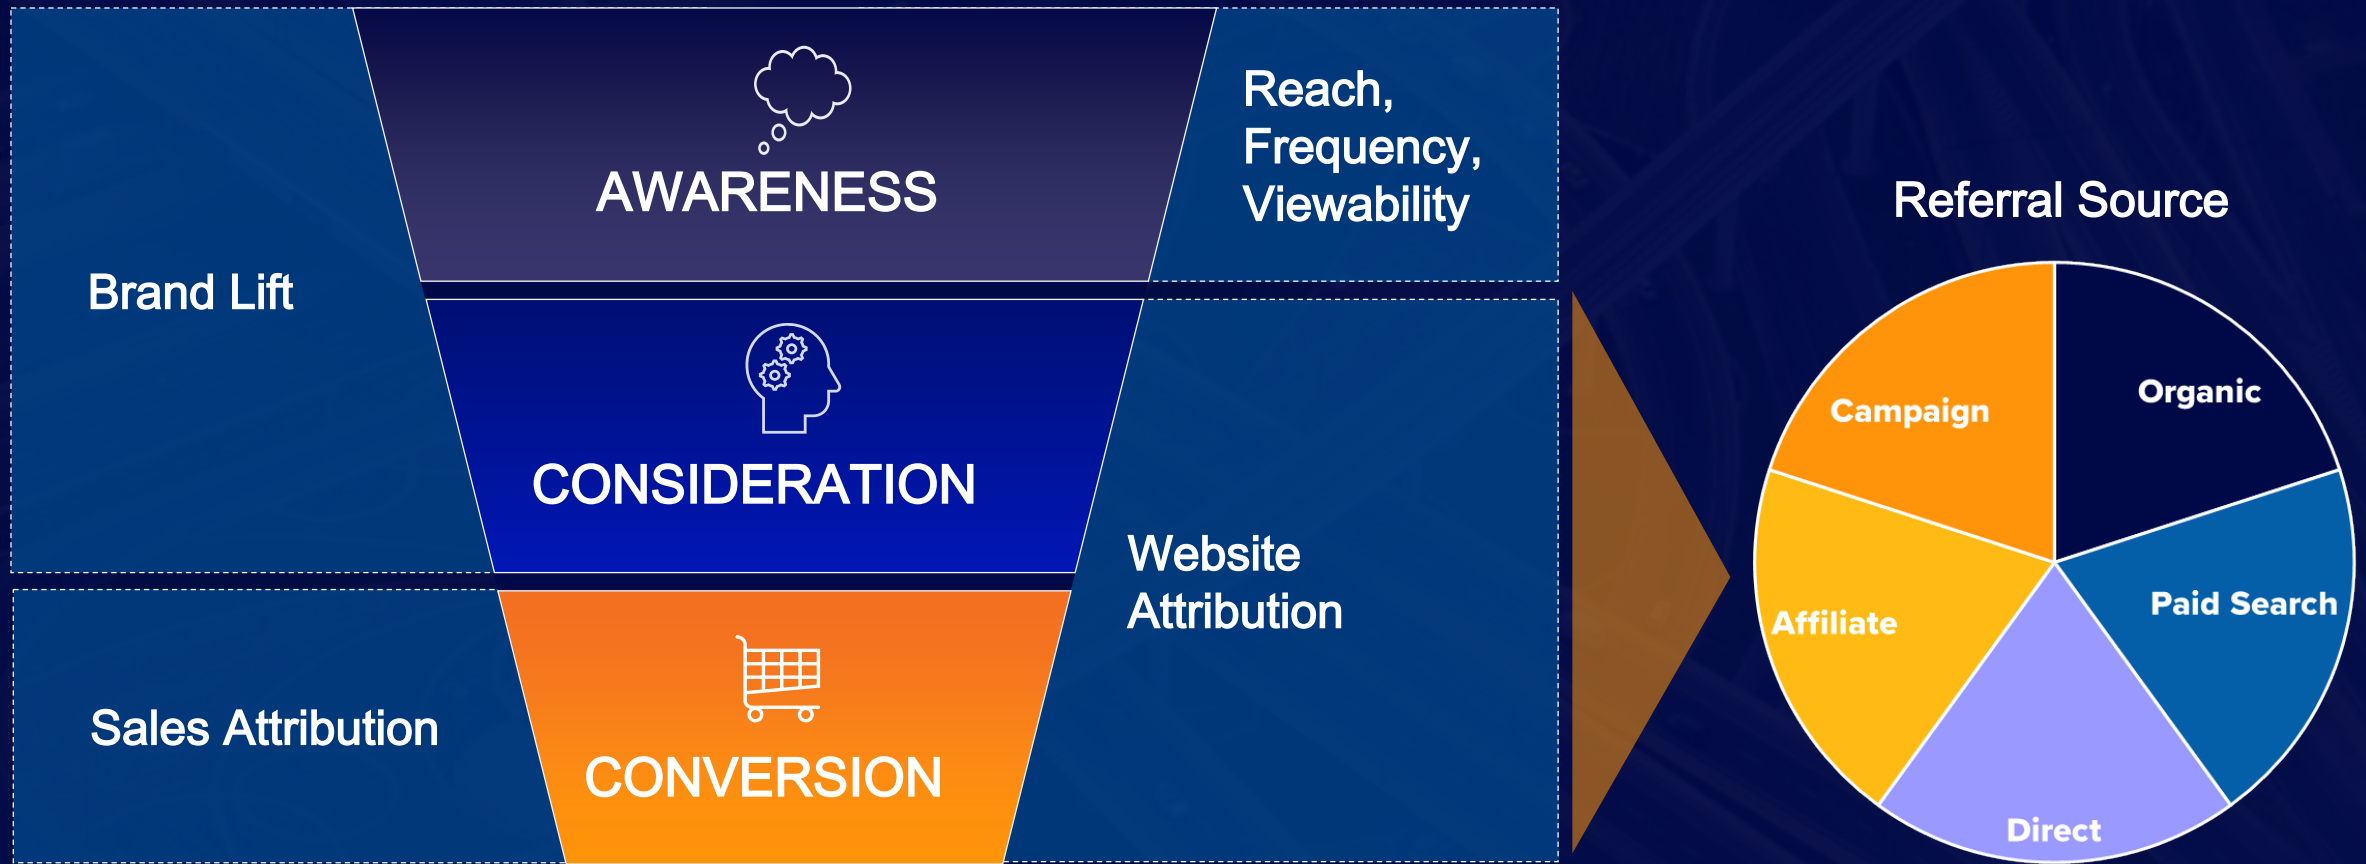 Brand Lift
Sales Attribution
AWARENESS
CONSIDERATION
CONVERSION
Reach,
Frequency,
Viewability
Website
Attribution
Referral Source
Campaign
Organic
Affiliate
Paid Search
Direct